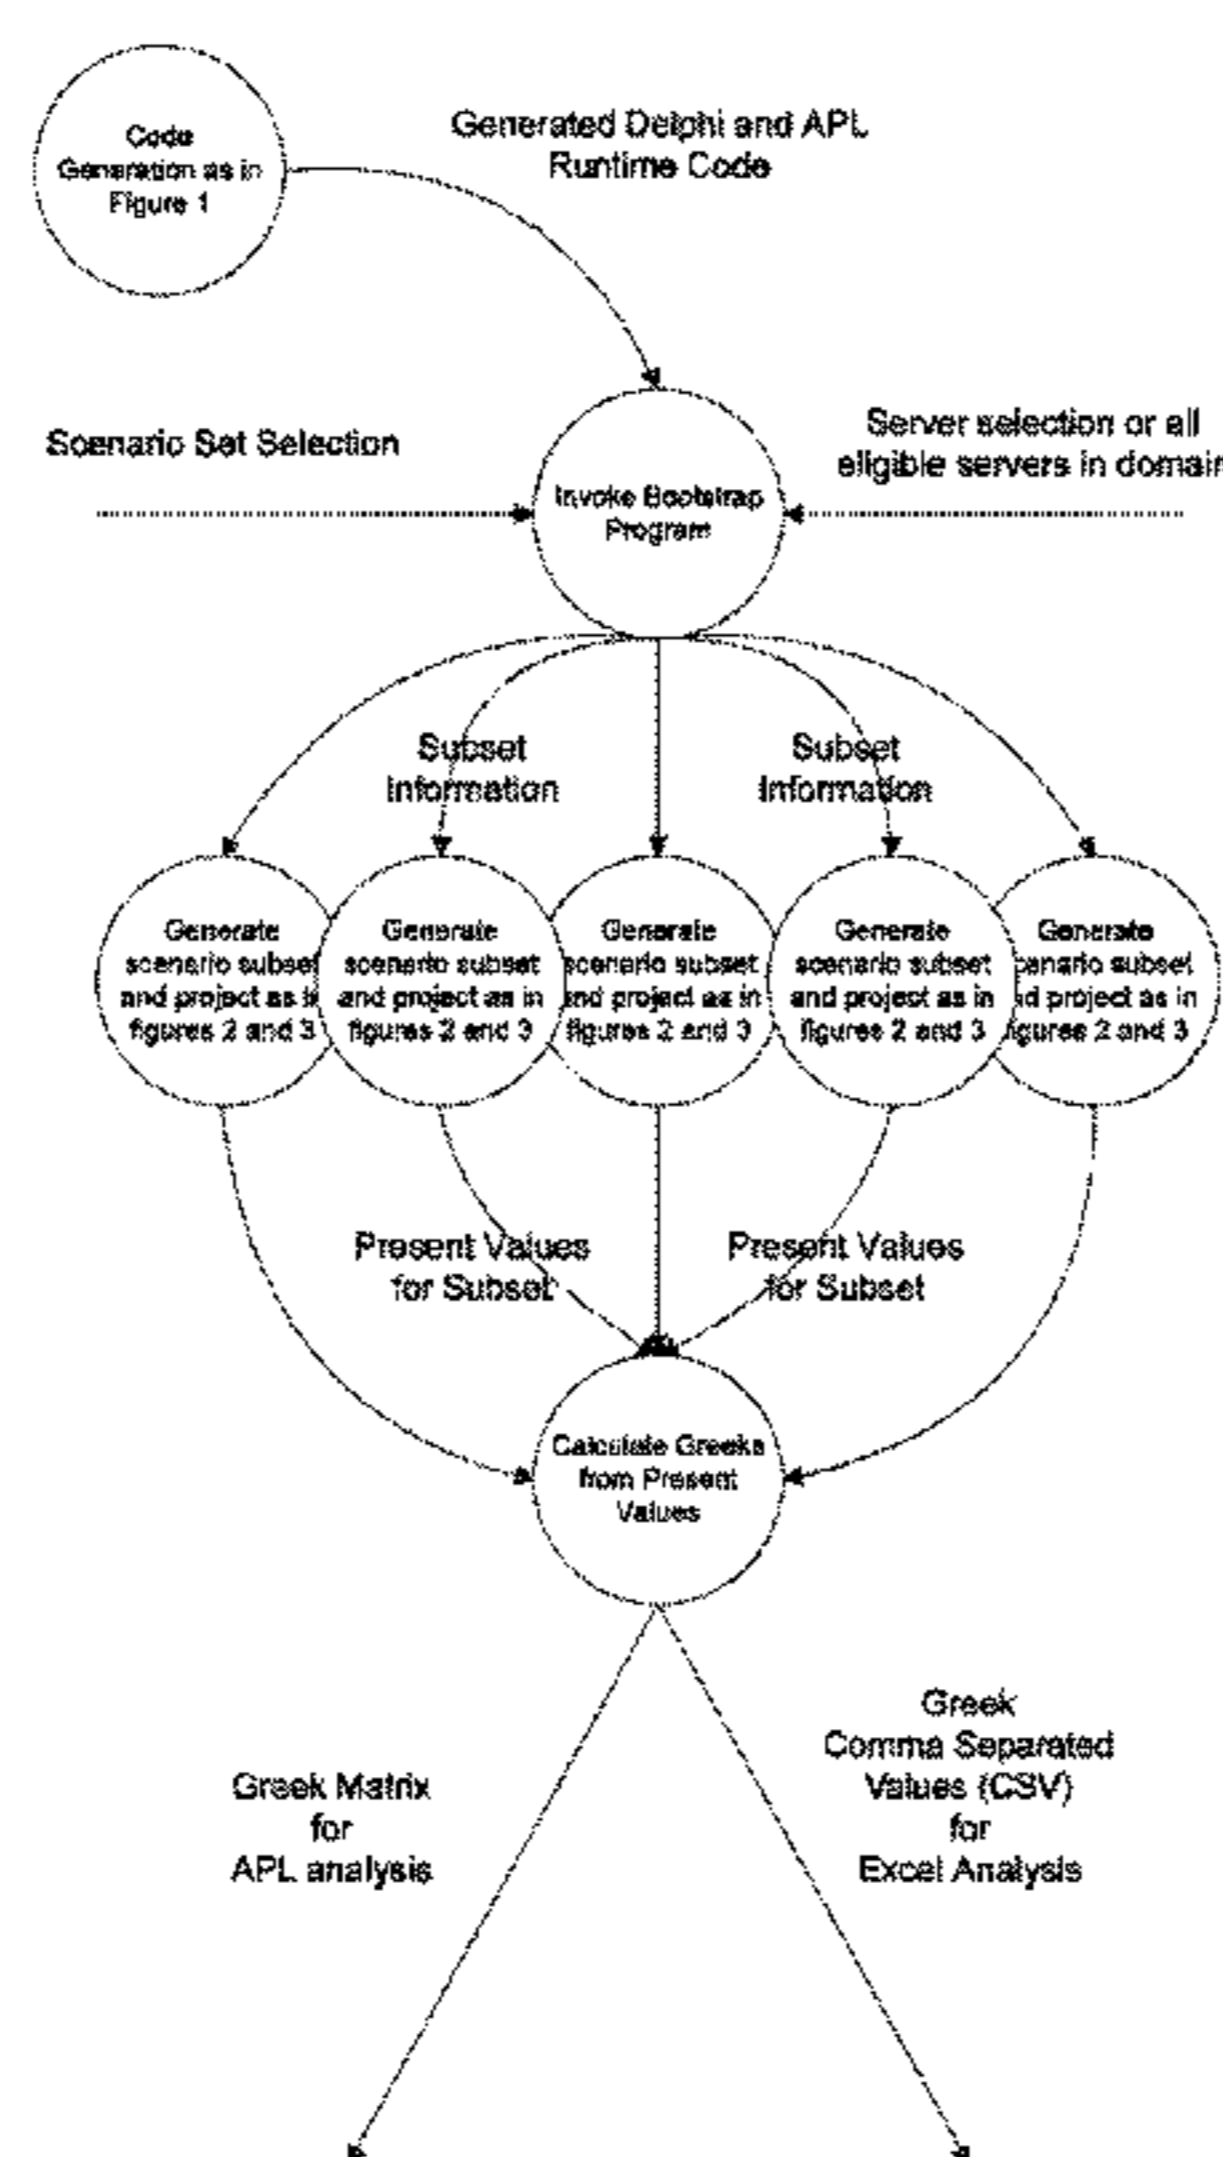 Code
Generation as in
Figure 1
Generated Delphi and APL
Runtime Code
Scenario Set Selection
Server selection or all
eligible servers in domain
Invoke Bootstrap
Program
Subset
Information
Subset
Information
Generate
scenario subset
and project as in
figures 2 and 3
Generate
scenario subset
and project as in
figures 2 and 3
Generate
scenario subset
and project as in
figures 2 and 3
Generate
scenario subset
and project as in
figures 2 and 3
Generate
scenario subset
and project as in
figures 2 and 3
Present Values
for Subset
Present Values
for Subset
Calculate Greeks
from Present
Values
Greek Matrix
for
APL analysis
Greek
Comma Separated
Values (CSV)
for
Excel Analysis